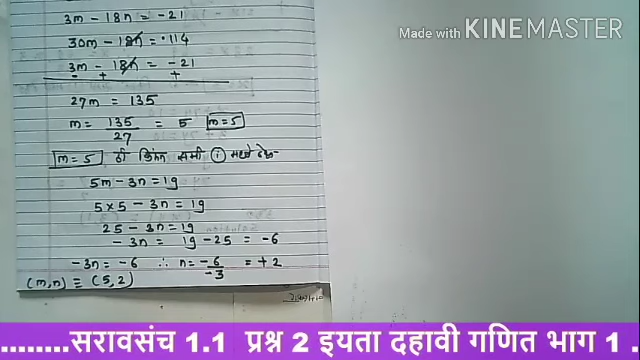 Made with KINEMASTER
3m - 18n = -21
30m - 18n = 114
3m - 18n = -21
- + +
27m = 135
m = 135/27 = 5 m=5
m=5 ही किंमत समी (i) मध्ये ठेऊ
5m - 3n = 19
5×5 - 3n = 19
25 - 3n = 19
- 3n = 19 - 25 = -6
-3n = -6 ∴ n = -6/-3 = +2
(m,n) ≡ (5,2)
........सरावसंच 1.1 प्रश्न 2 इयता दहावी गणित भाग 1 .